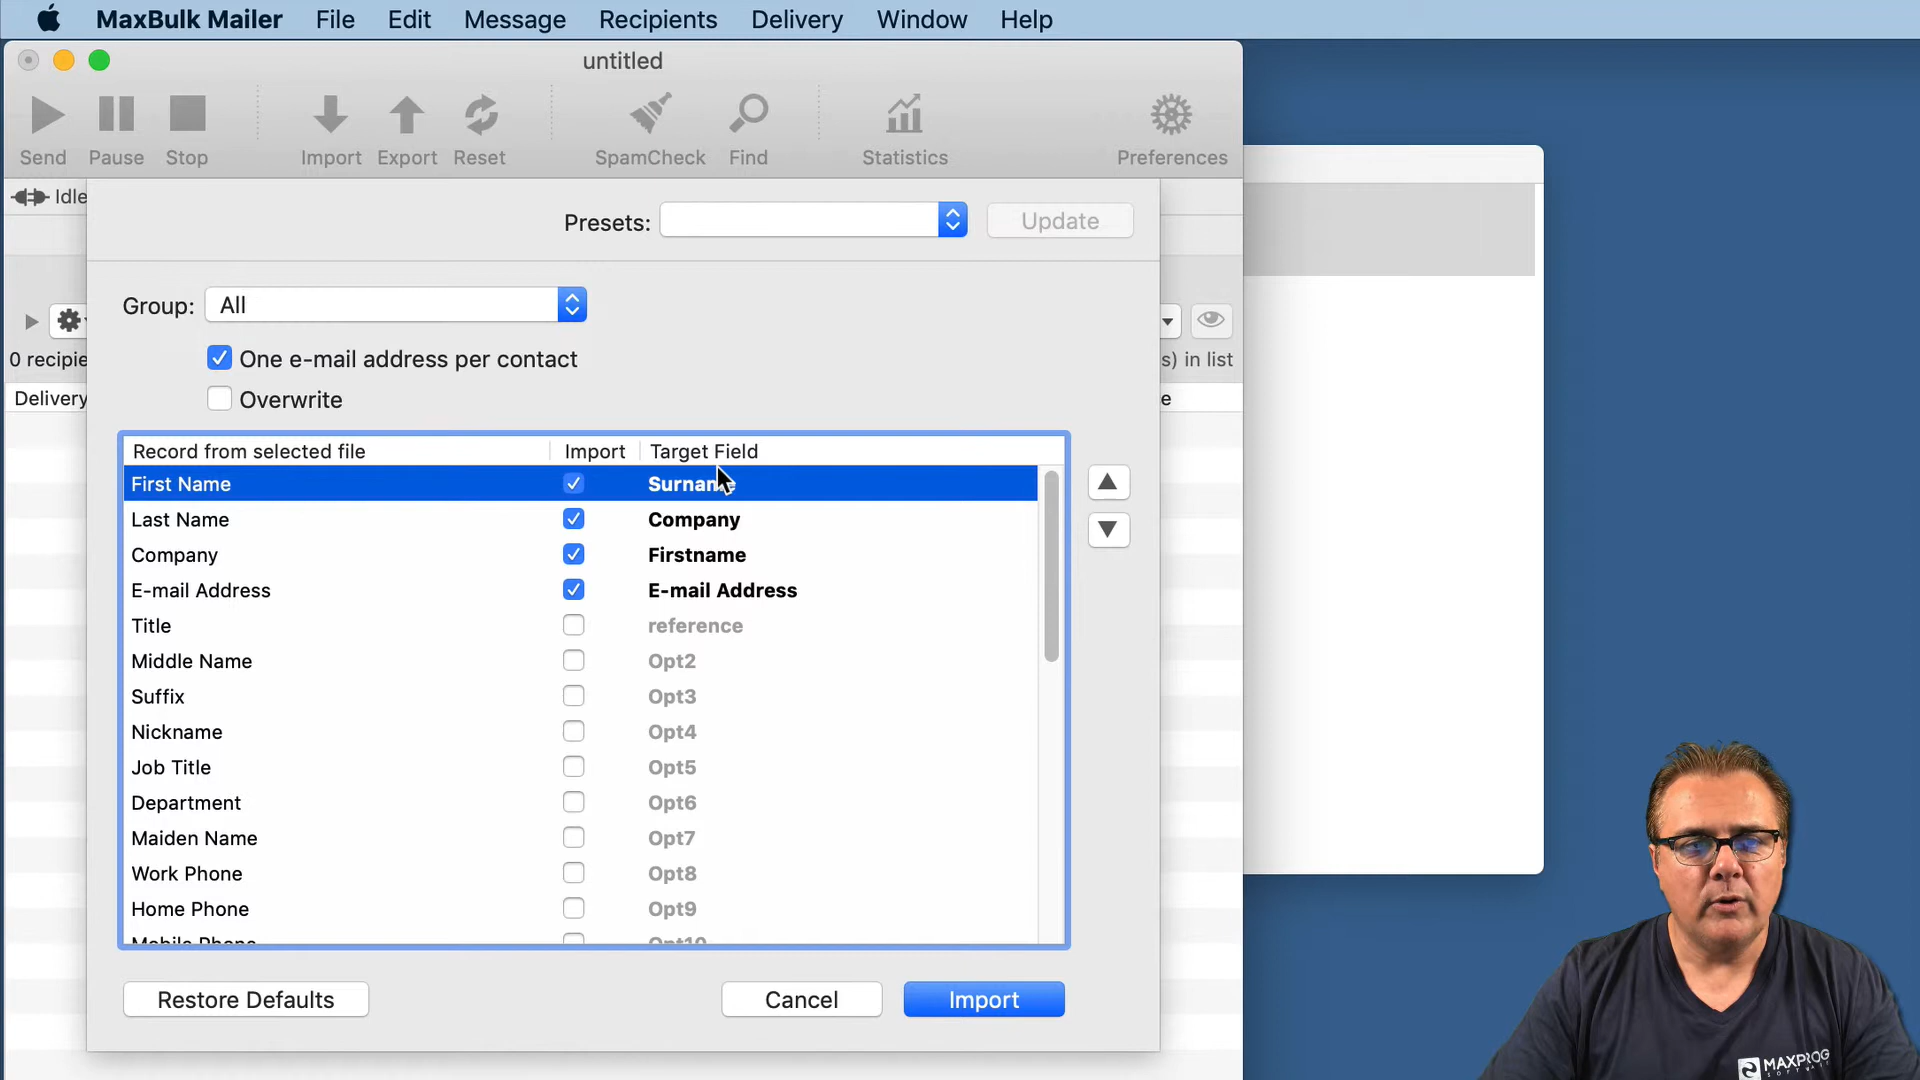 MaxBulk Mailer File Edit Message Recipients Delivery Window Help
untitled
Send Pause Stop Import Export Reset SpamCheck Find Statistics Preferences
Idle
Presets: Update
Group: All
One e-mail address per contact
0 recipie s) in list
Overwrite
Delivery e
Record from selected file Import Target Field
First Name Surname
Last Name Company
Company Firstname
E-mail Address E-mail Address
Title reference
Middle Name Opt2
Suffix Opt3
Nickname Opt4
Job Title Opt5
Department Opt6
Maiden Name Opt7
Work Phone Opt8
Home Phone Opt9
Mobile Phone Opt10
Restore Defaults Cancel Import
MAXPROG
SOFTWARE